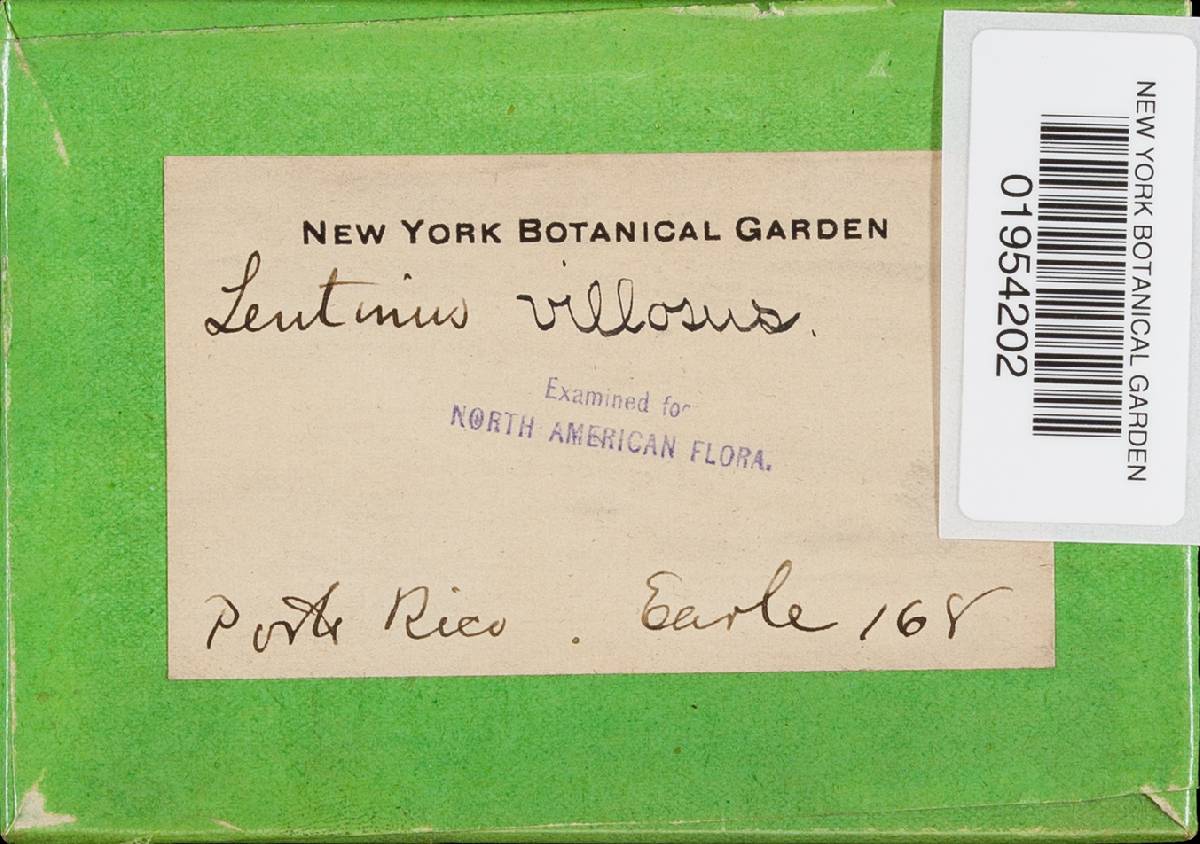 NEW YORK BOTANICAL GARDEN
Lentinus villosus.
Examined for
NORTH AMERICAN FLORA.
Porto Rico . Earle 168
NEW YORK BOTANICAL GARDEN
01954202